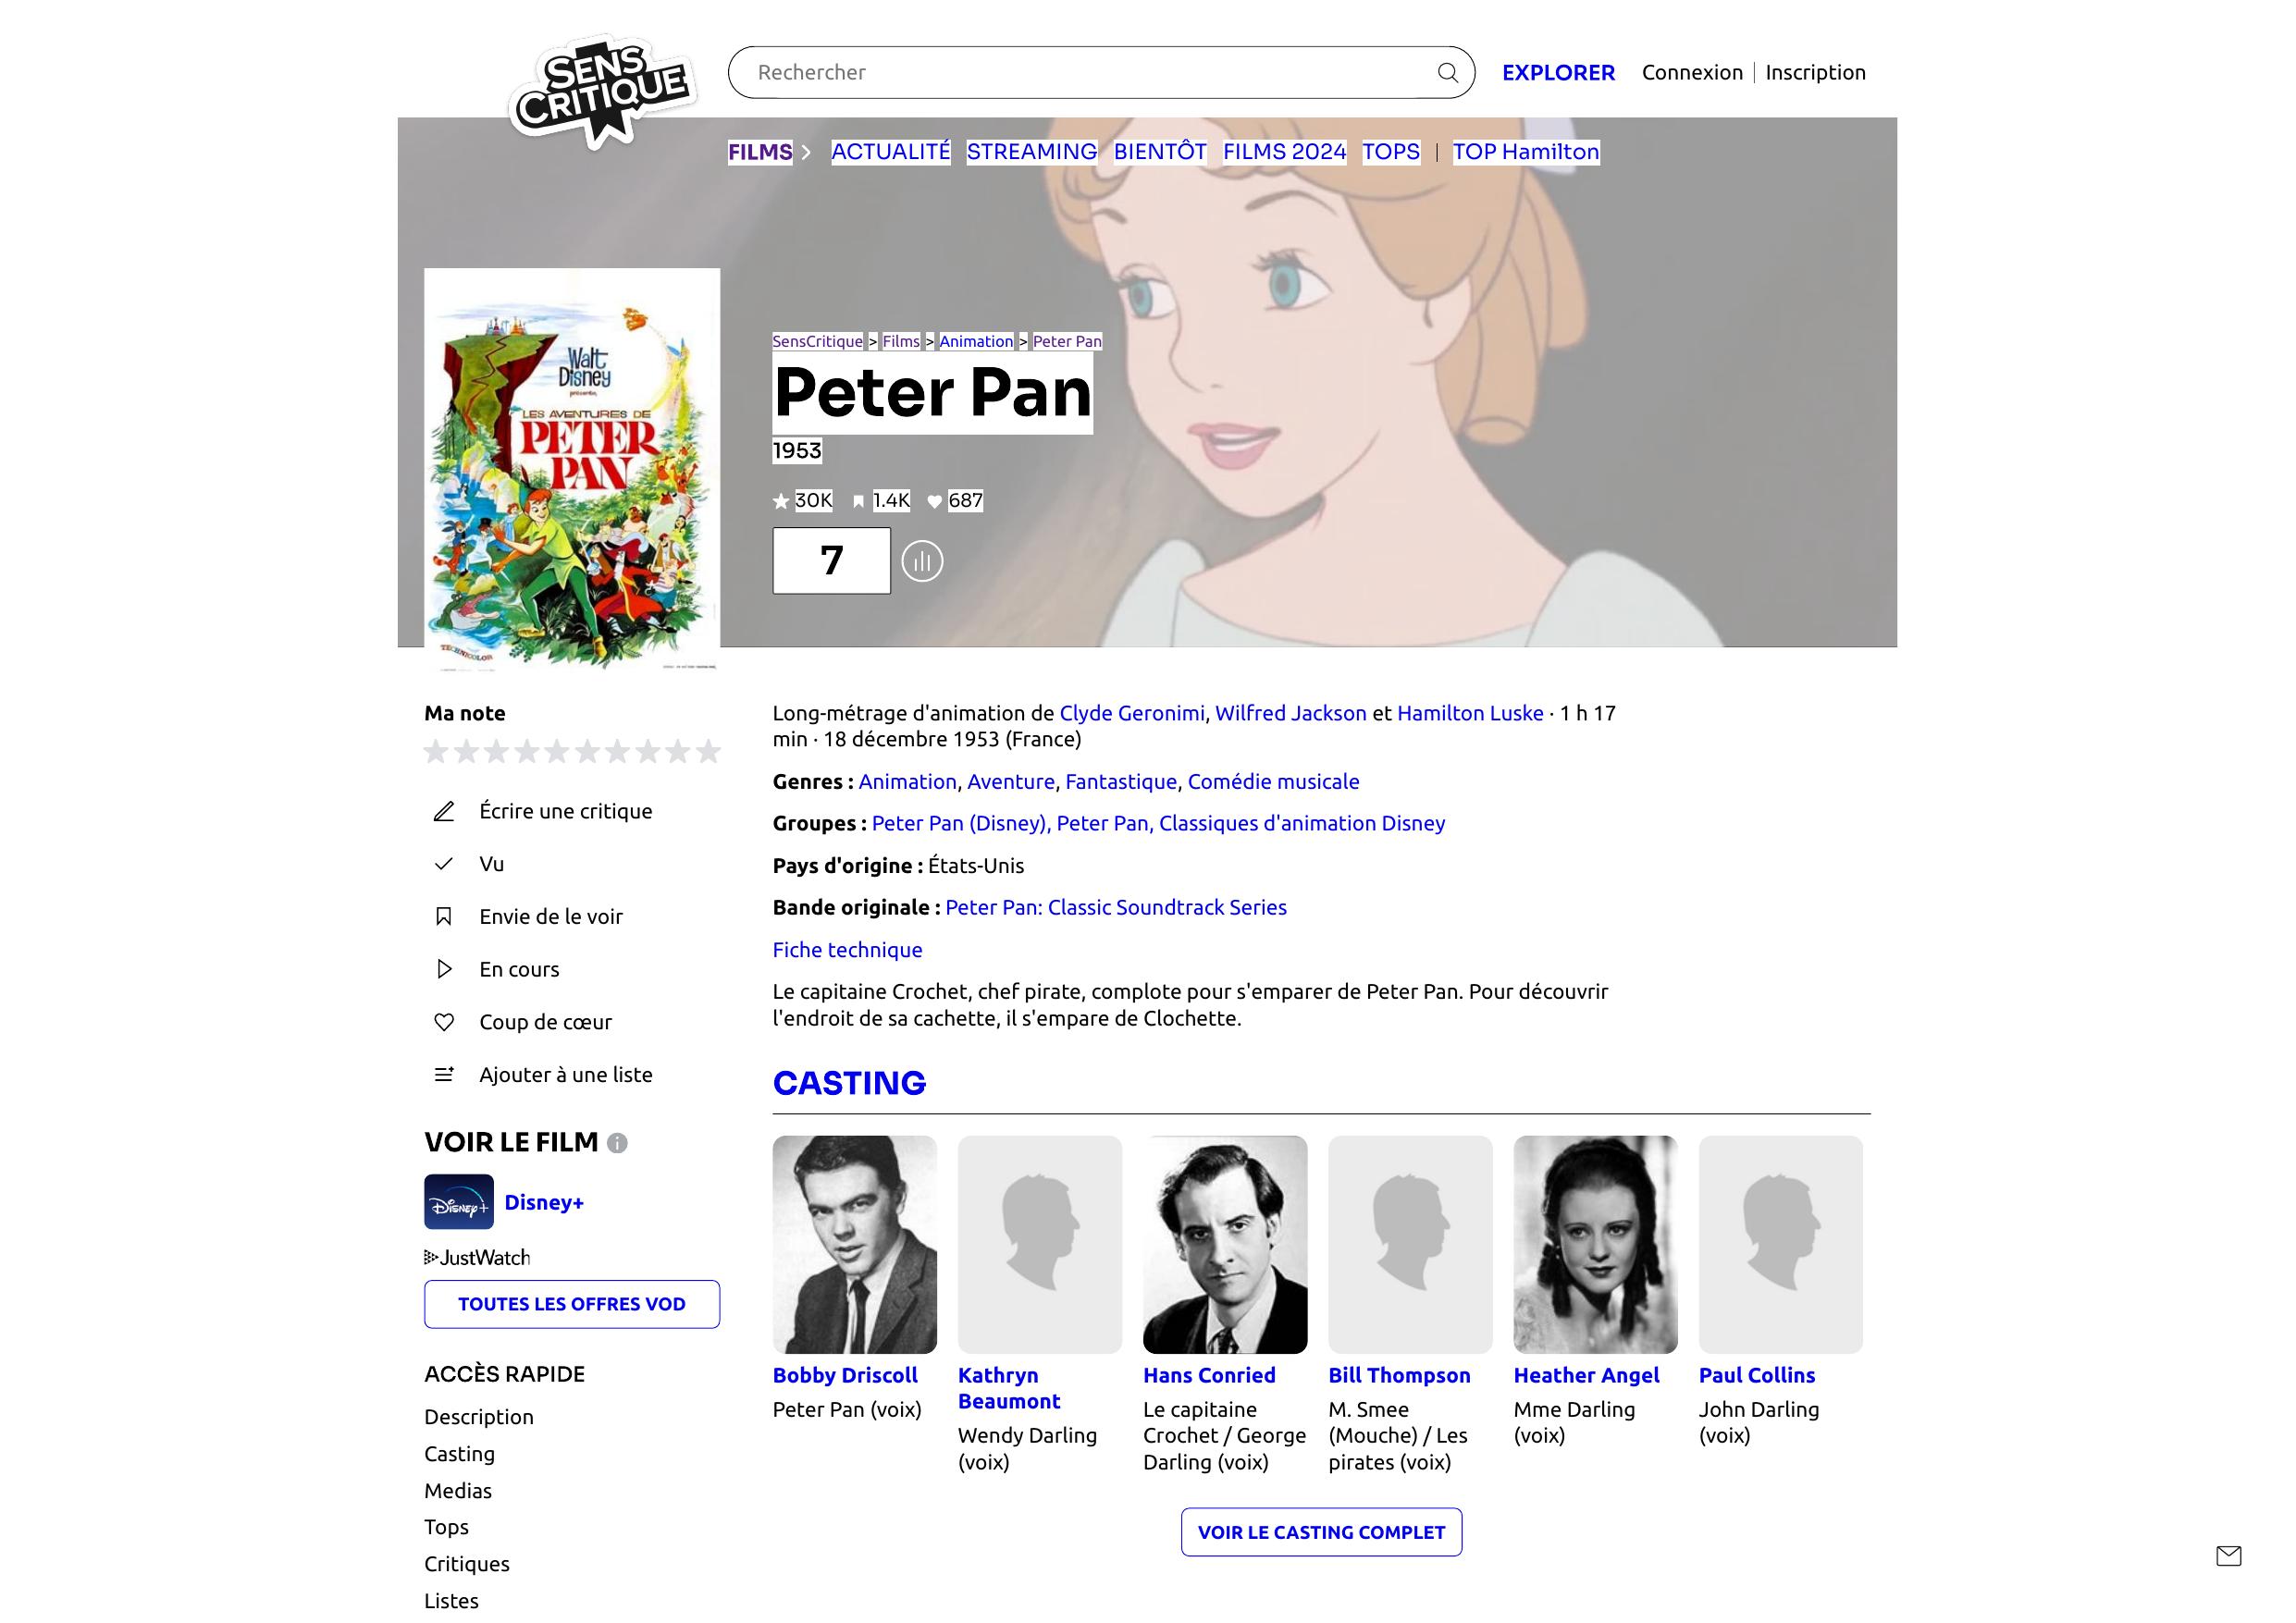 SENS
CRITIQUE
Rechercher
EXPLORER
Connexion
Inscription
FILMS
ACTUALITÉ
STREAMING
BIENTÔT
FILMS 2024
TOPS
TOP Hamilton
Walt
Disney
présente
LES AVENTURES DE
PETER
PAN
TECHNICOLOR
SensCritique > Films > Animation > Peter Pan
Peter Pan
1953
30K
1.4K
687
7
Ma note
Écrire une critique
Vu
Envie de le voir
En cours
Coup de cœur
Ajouter à une liste
VOIR LE FILM
Disney+
Disney+
JustWatch
TOUTES LES OFFRES VOD
ACCÈS RAPIDE
Description
Casting
Medias
Tops
Critiques
Listes
Long-métrage d'animation de Clyde Geronimi, Wilfred Jackson et Hamilton Luske · 1 h 17
min · 18 décembre 1953 (France)
Genres : Animation, Aventure, Fantastique, Comédie musicale
Groupes : Peter Pan (Disney), Peter Pan, Classiques d'animation Disney
Pays d'origine : États-Unis
Bande originale : Peter Pan: Classic Soundtrack Series
Fiche technique
Le capitaine Crochet, chef pirate, complote pour s'emparer de Peter Pan. Pour découvrir
l'endroit de sa cachette, il s'empare de Clochette.
CASTING
Bobby Driscoll
Peter Pan (voix)
Kathryn
Beaumont
Wendy Darling
(voix)
Hans Conried
Le capitaine
Crochet / George
Darling (voix)
Bill Thompson
M. Smee
(Mouche) / Les
pirates (voix)
Heather Angel
Mme Darling
(voix)
Paul Collins
John Darling
(voix)
VOIR LE CASTING COMPLET